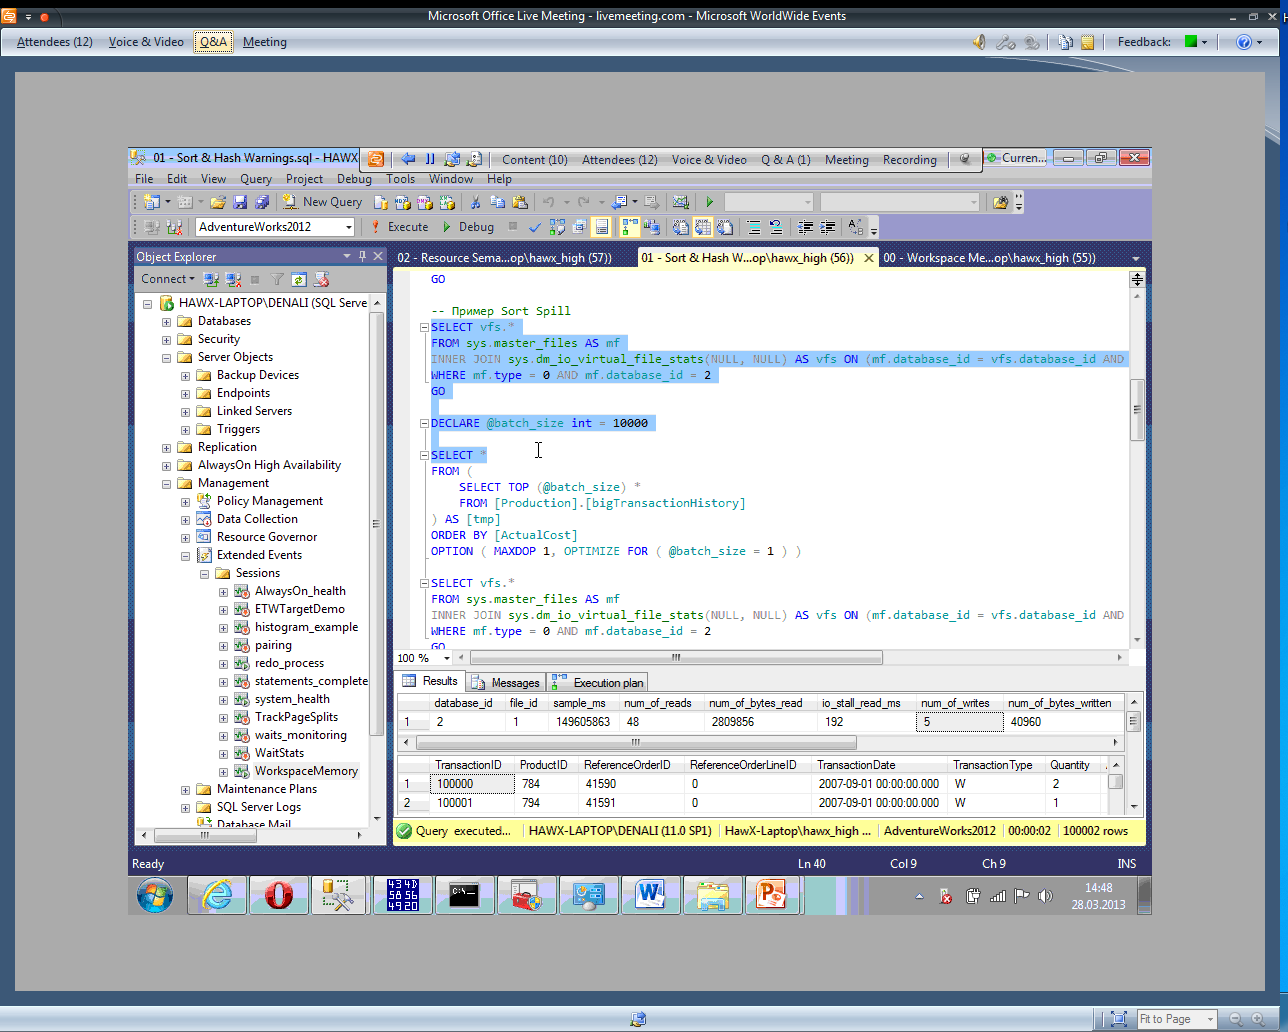 Microsoft Office Live Meeting - livemeeting.com - Microsoft WorldWide Events
Attendees (12) Voice & Video Q&A Meeting Feedback:
01 - Sort & Hash Warnings.sql - HAWX Content (10) Attendees (12) Voice & Video Q & A (1) Meeting Recording Curren...
File Edit View Query Project Debug Tools Window Help
New Query
AdventureWorks2012 Execute Debug
Object Explorer
Connect
HAWX-LAPTOP\DENALI (SQL Serve
Databases
Security
Server Objects
Backup Devices
Endpoints
Linked Servers
Triggers
Replication
AlwaysOn High Availability
Management
Policy Management
Data Collection
Resource Governor
Extended Events
Sessions
AlwaysOn_health
ETWTargetDemo
histogram_example
pairing
redo_process
statements_complete
system_health
TrackPageSplits
waits_monitoring
WaitStats
WorkspaceMemory
Maintenance Plans
SQL Server Logs
Database Mail
02 - Resource Sema...op\hawx_high (57)) 01 - Sort & Hash W...op\hawx_high (56)) 00 - Workspace Me...op\hawx_high (55))
GO
-- Пример Sort Spill
SELECT vfs.*
FROM sys.master_files AS mf
INNER JOIN sys.dm_io_virtual_file_stats(NULL, NULL) AS vfs ON (mf.database_id = vfs.database_id AND
WHERE mf.type = 0 AND mf.database_id = 2
GO
DECLARE @batch_size int = 10000
SELECT *
FROM (
SELECT TOP (@batch_size) *
FROM [Production].[bigTransactionHistory]
) AS [tmp]
ORDER BY [ActualCost]
OPTION ( MAXDOP 1, OPTIMIZE FOR ( @batch_size = 1 ) )
SELECT vfs.*
FROM sys.master_files AS mf
INNER JOIN sys.dm_io_virtual_file_stats(NULL, NULL) AS vfs ON (mf.database_id = vfs.database_id AND
WHERE mf.type = 0 AND mf.database_id = 2
GO
100 %
Results Messages Execution plan
database_id file_id sample_ms num_of_reads num_of_bytes_read io_stall_read_ms num_of_writes num_of_bytes_written
1 2 1 149605863 48 2809856 192 5 40960
TransactionID ProductID ReferenceOrderID ReferenceOrderLineID TransactionDate TransactionType Quantity
1 100000 784 41590 0 2007-09-01 00:00:00.000 W 2
2 100001 794 41591 0 2007-09-01 00:00:00.000 W 1
Query executed... HAWX-LAPTOP\DENALI (11.0 SP1) HawX-Laptop\hawx_high ... AdventureWorks2012 00:00:02 100002 rows
Ready Ln 40 Col 9 Ch 9 INS
14:48
28.03.2013
Fit to Page